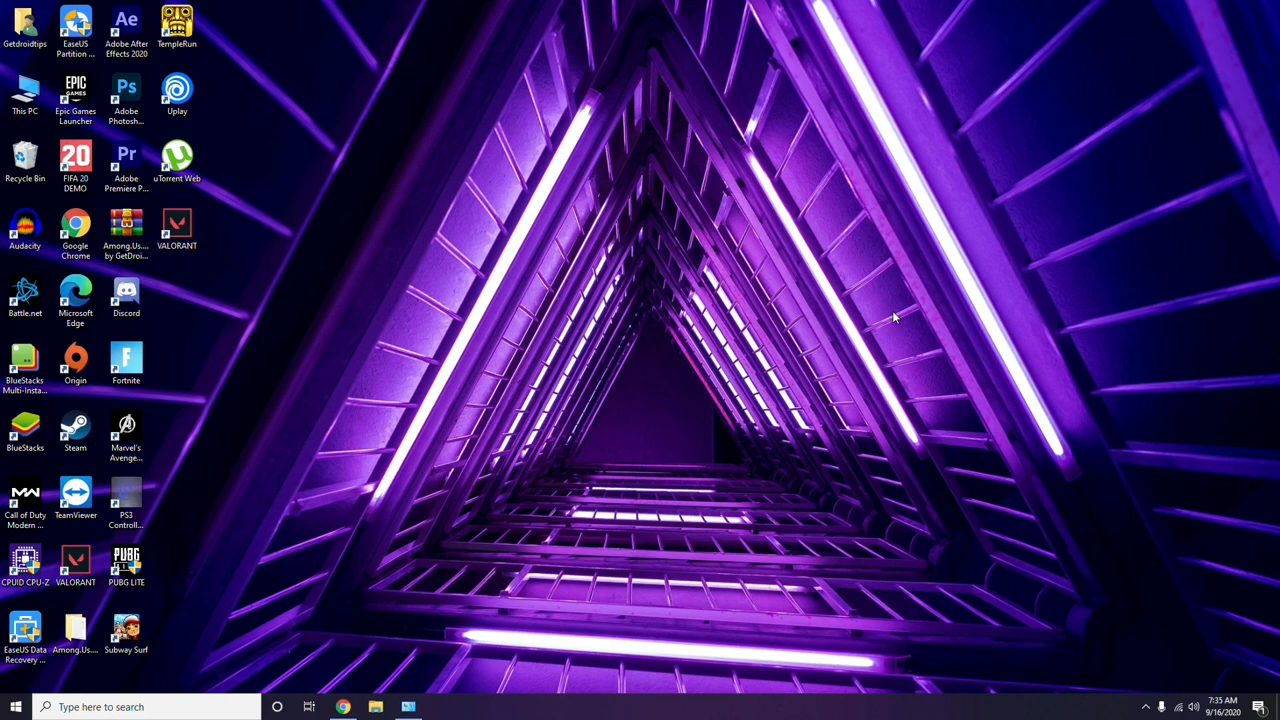 Getdroidtips
EaseUS
Partition ...
Ae
Adobe After
Effects 2020
TempleRun
This PC
EPIC
GAMES
Epic Games
Launcher
Ps
Adobe
Photosh...
Uplay
Recycle Bin
20
FIFA 20
DEMO
Pr
Adobe
Premiere P...
uTorrent Web
Audacity
Google
Chrome
Among.Us....
by GetDroi...
VALORANT
Battle.net
Microsoft
Edge
Discord
BlueStacks
Multi-Insta...
Origin
F
Fortnite
BlueStacks
Steam
Marvel's
Avenge...
MW
Call of Duty
Modern ...
TeamViewer
PS3
Controll...
CPUID CPU-Z
VALORANT
PUBG
PUBG LITE
EaseUS Data
Recovery ...
Among.Us....
Subway Surf
Type here to search
7:35 AM
9/16/2020
1